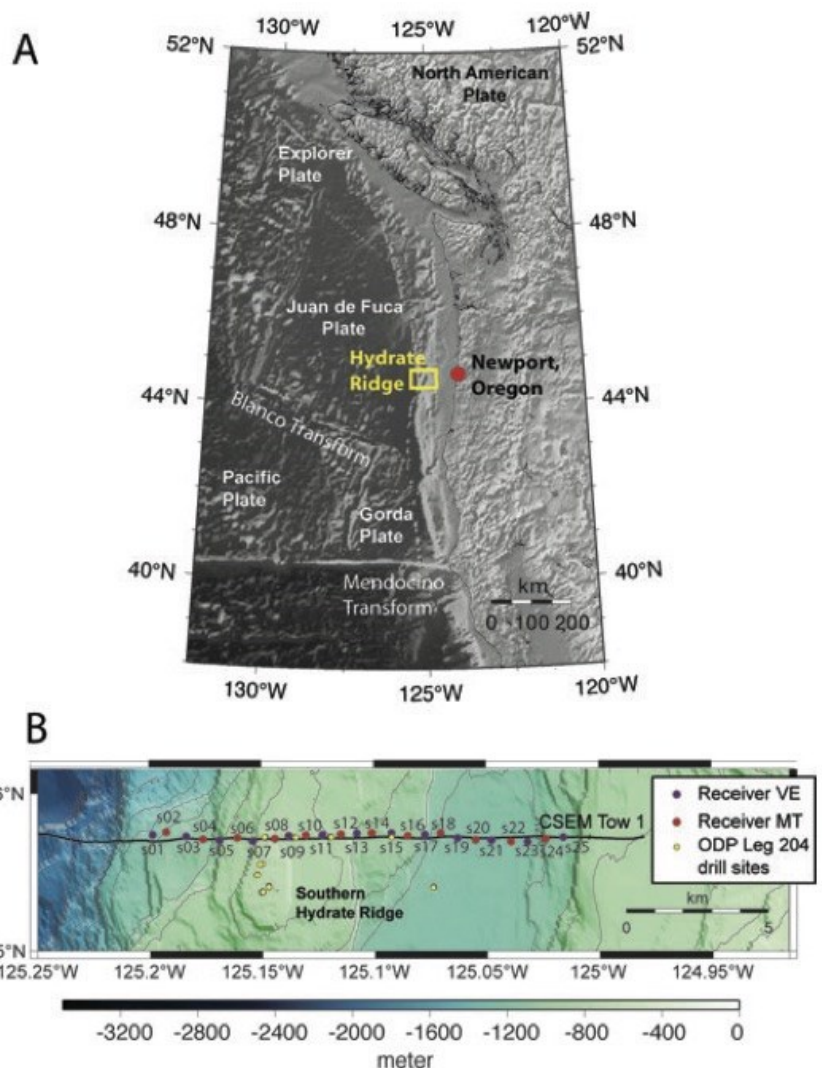 A
130°W 125°W 120°W
52°N 52°N
North American
Plate
Explorer
Plate
48°N 48°N
Juan de Fuca
Plate
Hydrate
Ridge
Newport,
Oregon
44°N 44°N
Blanco Transform
Pacific
Plate
Gorda
Plate
40°N 40°N
Mendocino
Transform
km
0 100 200
130°W 125°W 120°W
B
6°N
s02 s04 s06 s08 s10 s12 s14 s16 s18 s20 s22 CSEM Tow 1
s01 s03 s05 s07 s09 s11 s13 s15 s17 s19 s21 s23 s24 s25
Receiver VE
Receiver MT
ODP Leg 204
drill sites
Southern
Hydrate Ridge
km
0 5
5°N
125.25°W 125.2°W 125.15°W 125.1°W 125.05°W 125°W 124.95°W
-3200 -2800 -2400 -2000 -1600 -1200 -800 -400 0
meter